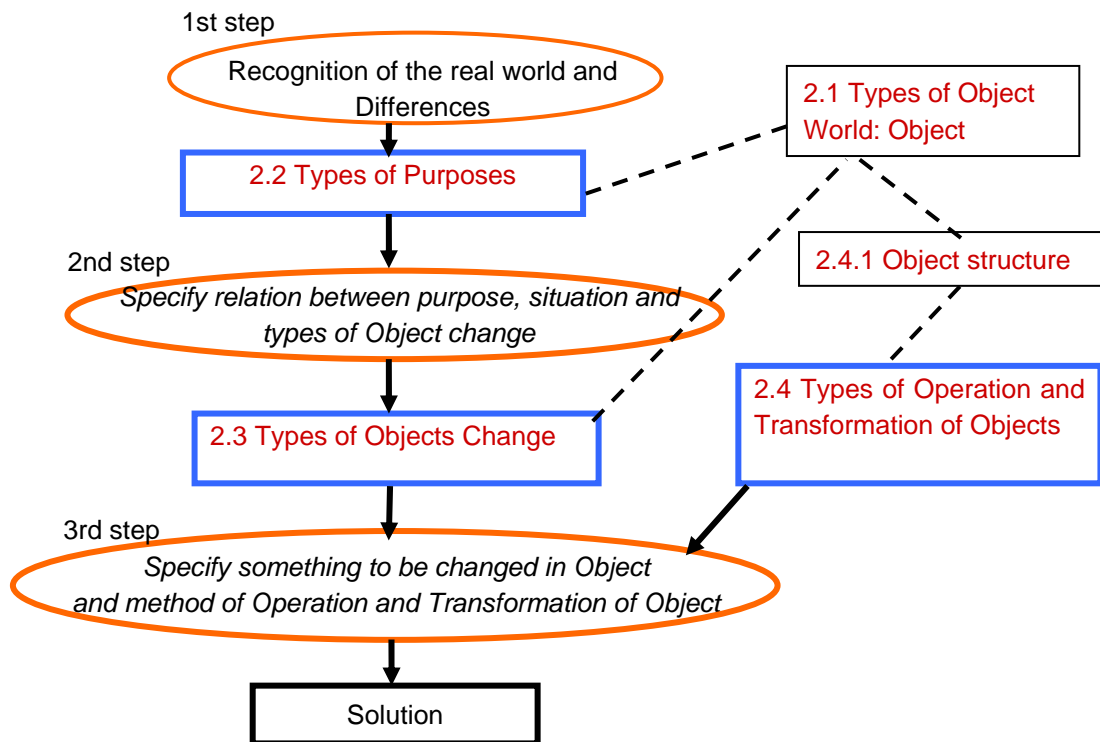 1st step
Recognition of the real world and
Differences
2.1 Types of Object
World: Object
2.2 Types of Purposes
2nd step
2.4.1 Object structure
Specify relation between purpose, situation and
types of Object change
2.4 Types of Operation and
Transformation of Objects
2.3 Types of Objects Change
3rd step
Specify something to be changed in Object
and method of Operation and Transformation of Object
Solution